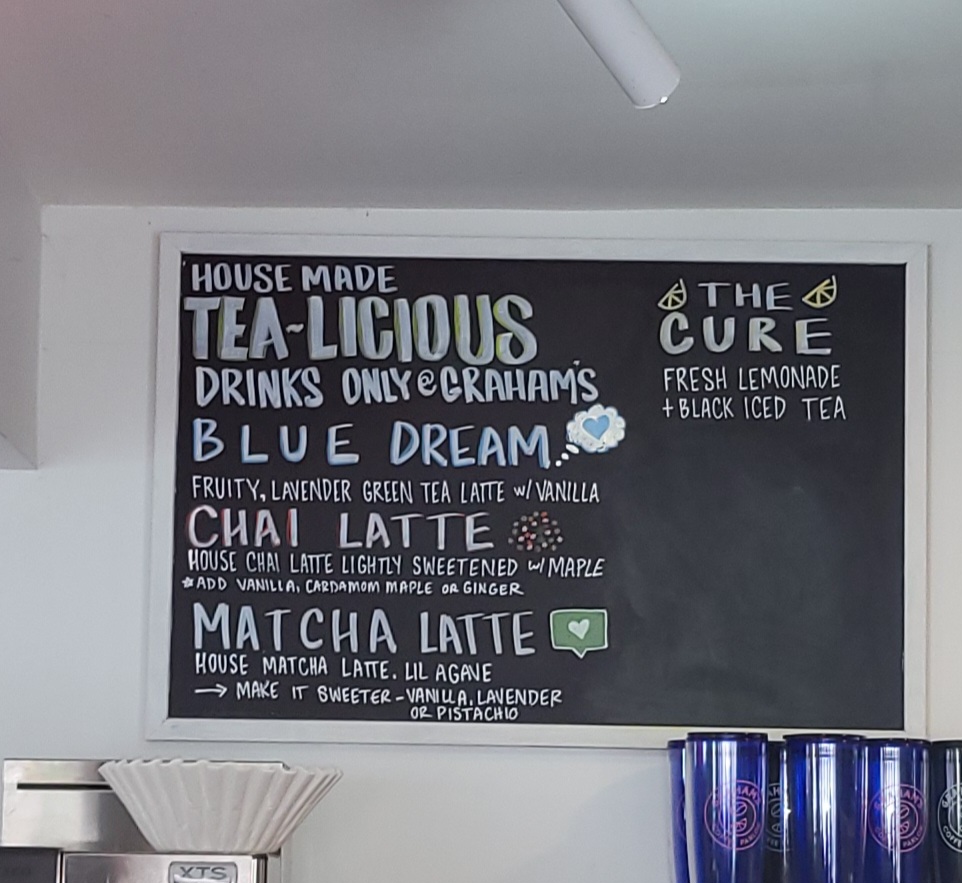 HOUSE MADE
TEA~LICIOUS
DRINKS ONLY @ GRAHAM'S
BLUE DREAM
FRUITY, LAVENDER GREEN TEA LATTE w/ VANILLA
CHAI LATTE
HOUSE CHAI LATTE LIGHTLY SWEETENED w/ MAPLE
*ADD VANILLA, CARDAMOM MAPLE OR GINGER
MATCHA LATTE
HOUSE MATCHA LATTE. LIL AGAVE
→ MAKE IT SWEETER - VANILLA, LAVENDER
OR PISTACHIO
THE
CURE
FRESH LEMONADE
+ BLACK ICED TEA
XTS
GRAHAM'S